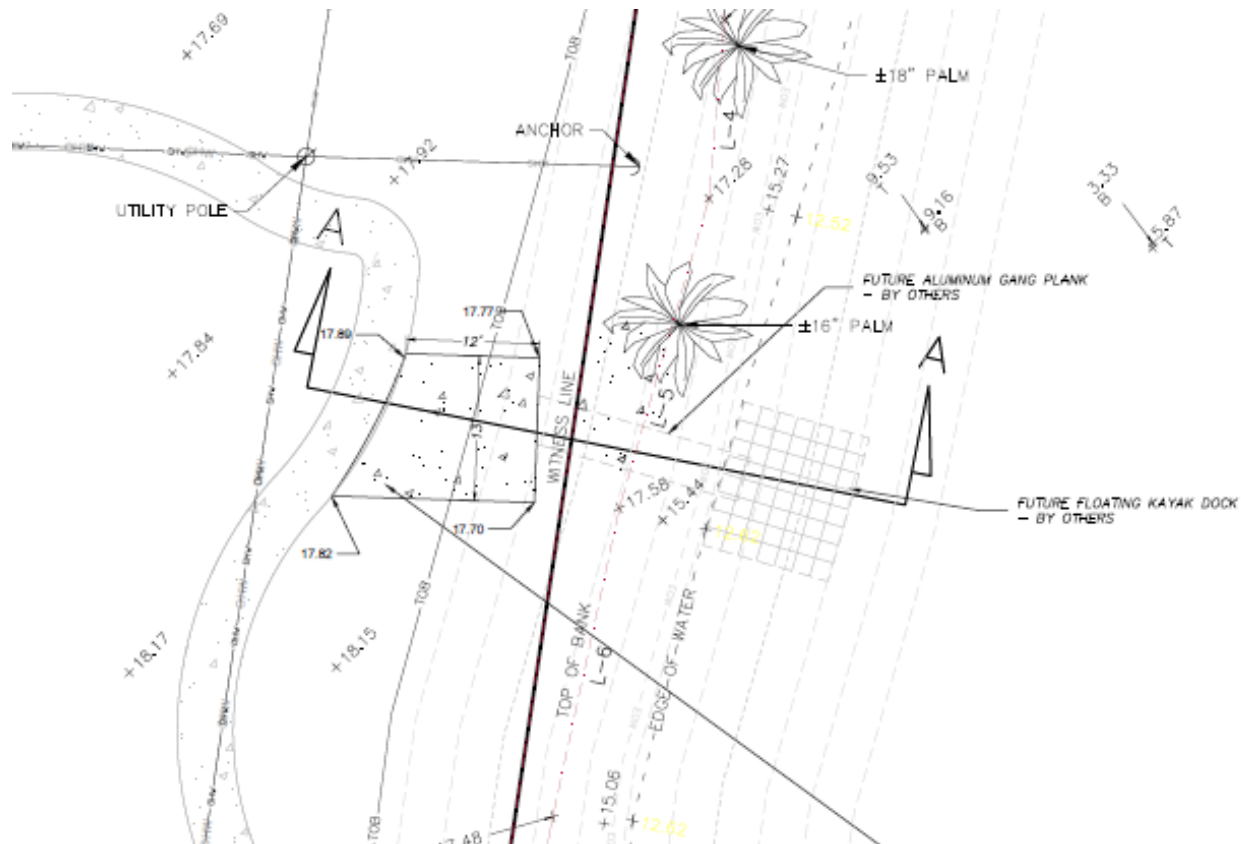 +17.69
TOB
±18" PALM
ANCHOR
L-4
+17.92
OHW
OHW
UTILITY POLE
A
+17.28
+15.27
12.52
9.53
T
9.16
B
3.33
B
5.87
T
FUTURE ALUMINUM GANG PLANK
– BY OTHERS
17.77
TOB
17.89
12'
±16" PALM
+17.84
A
L-5
WITNESS LINE
13'
+17.58
+15.44
FUTURE FLOATING KAYAK DOCK
– BY OTHERS
17.70
12.62
17.82
TOB
+18.17
+18.15
TOP OF BANK
L-6
EDGE-OF-WATER
TOB
+15.06
12.62